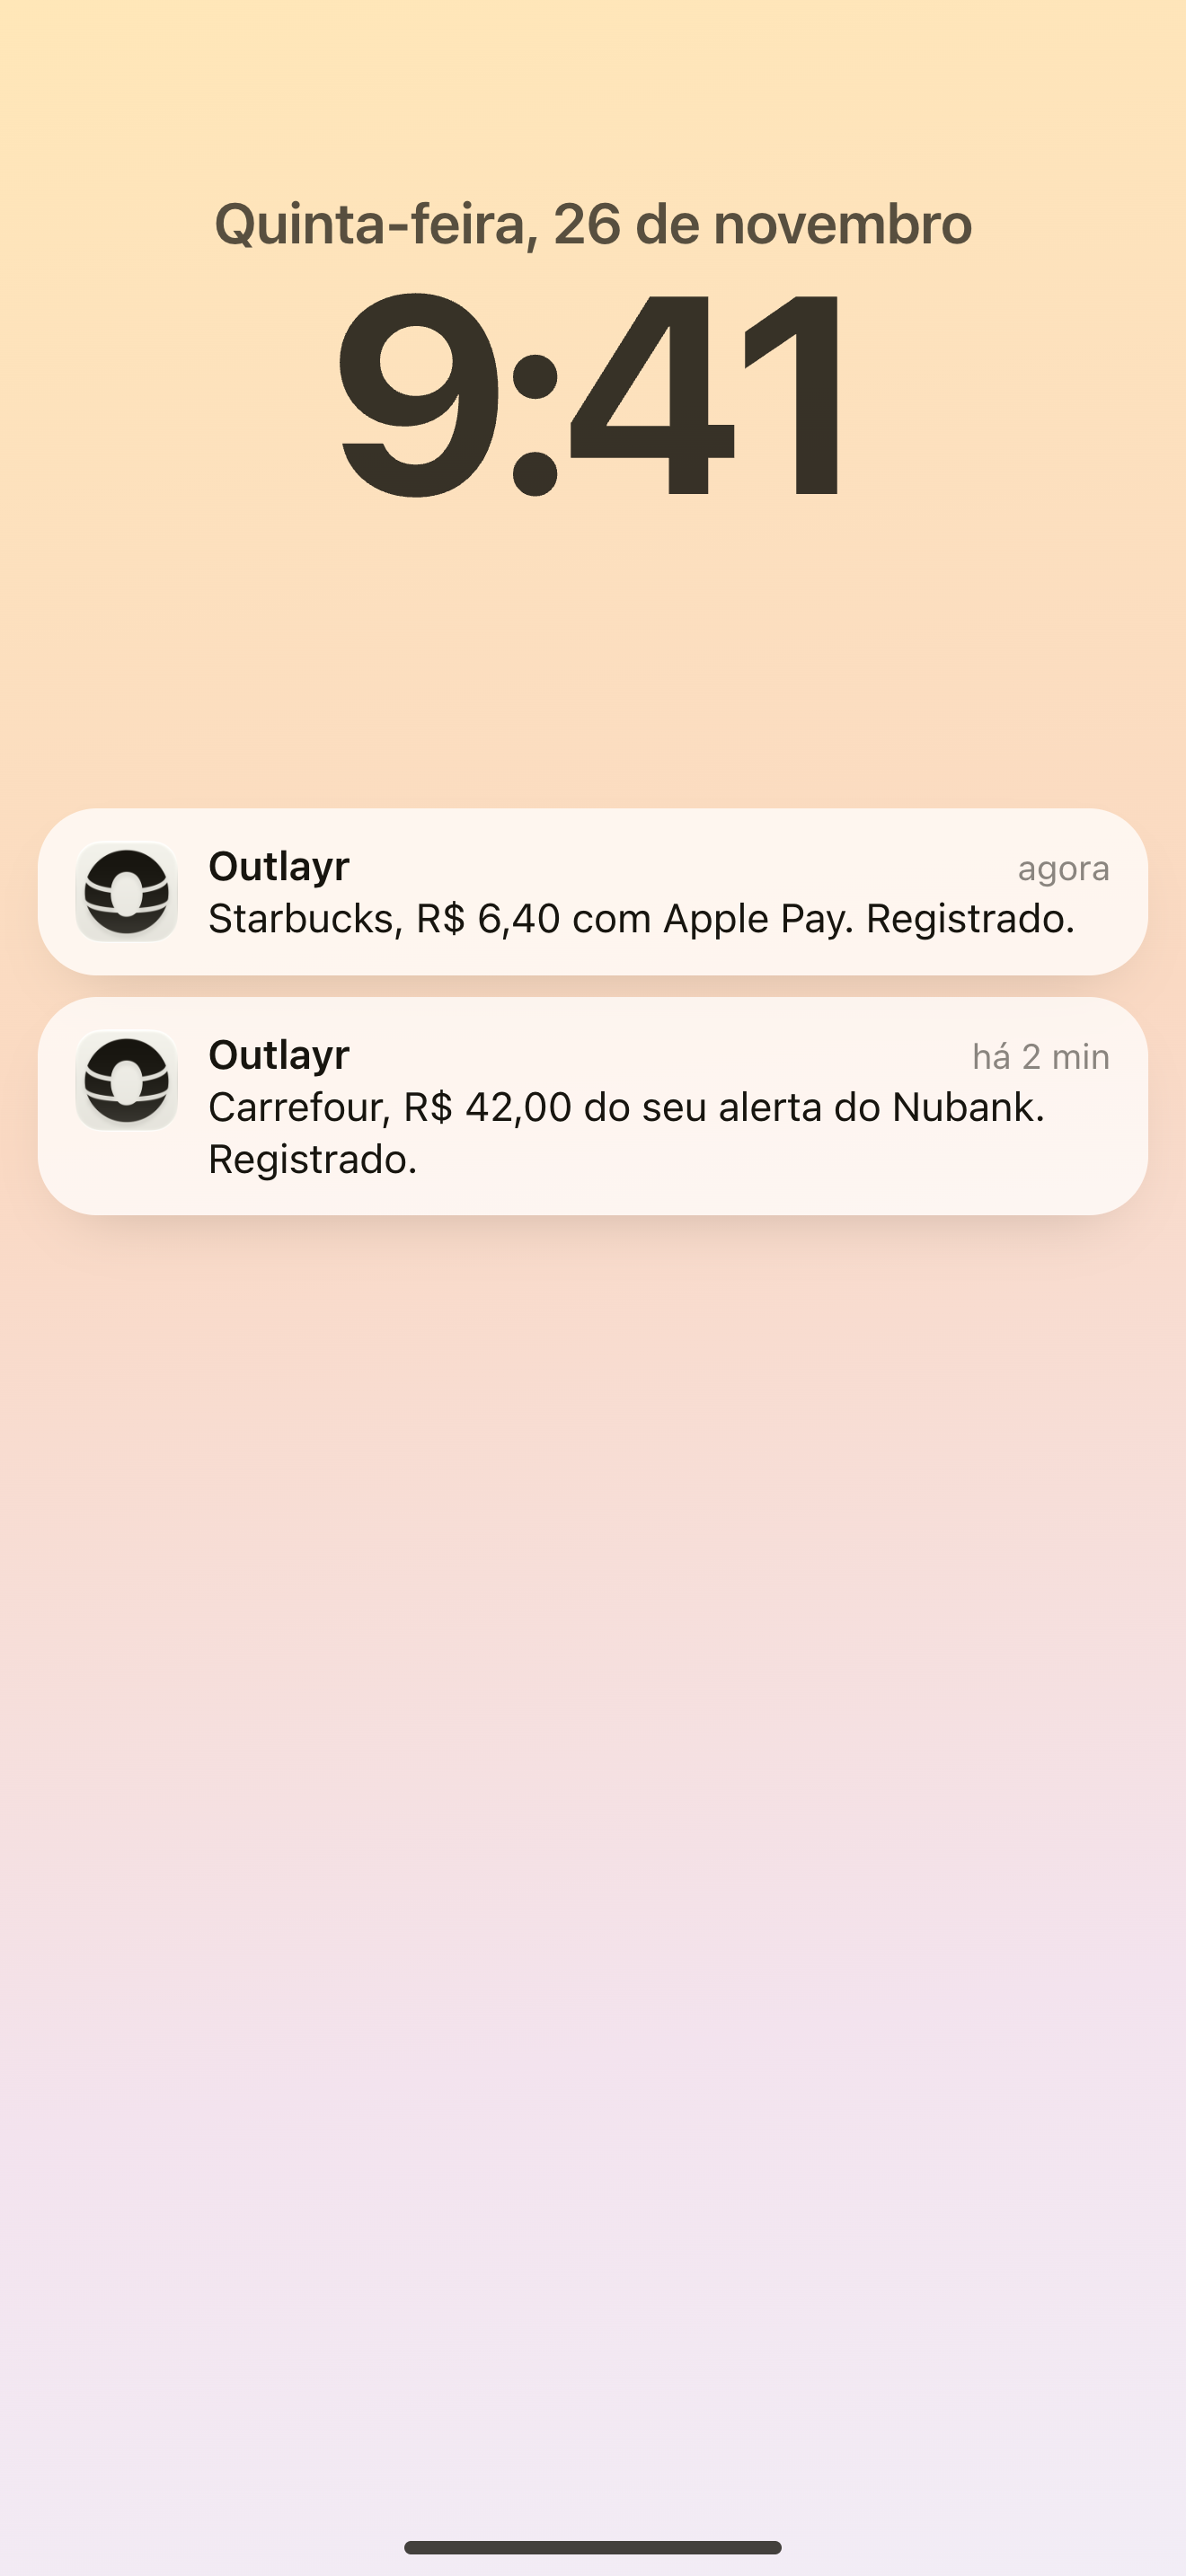 Quinta-feira, 26 de novembro
9:41
Outlayr
agora
Starbucks, R$ 6,40 com Apple Pay. Registrado.
Outlayr
há 2 min
Carrefour, R$ 42,00 do seu alerta do Nubank.
Registrado.